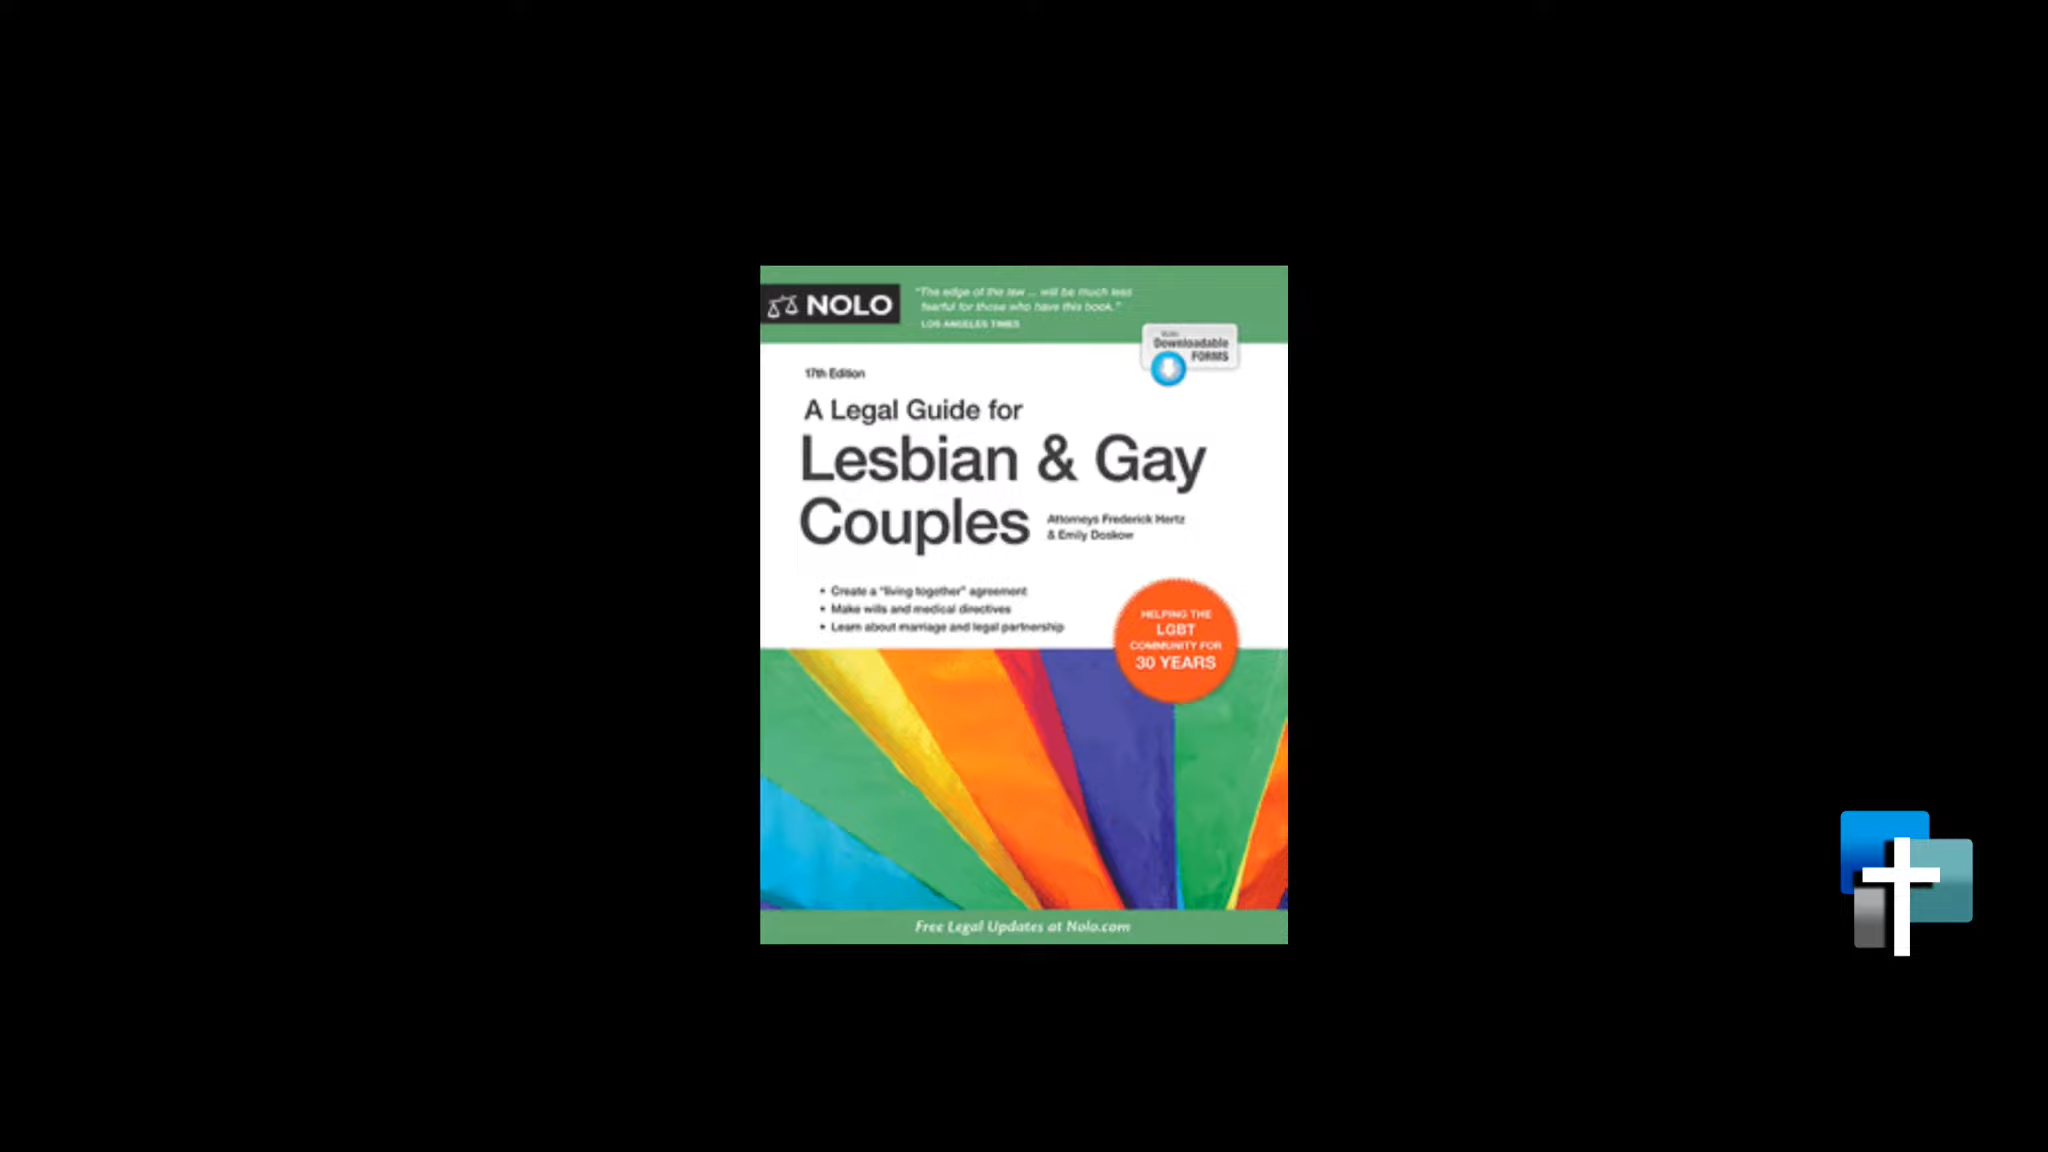 NOLO
"The edge of the law ... will be much less
fearful for those who have this book."
LOS ANGELES TIMES
With
Downloadable
FORMS
17th Edition
A Legal Guide for
Lesbian & Gay
Couples
Attorneys Frederick Hertz
& Emily Doskow
• Create a "living together" agreement
• Make wills and medical directives
• Learn about marriage and legal partnership
HELPING THE
LGBT
COMMUNITY FOR
30 YEARS
Free Legal Updates at Nolo.com